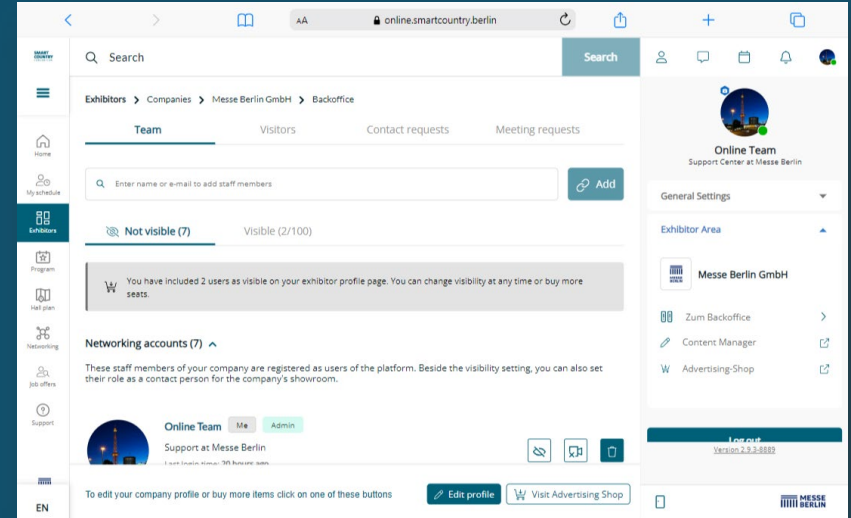 AA
online.smartcountry.berlin
SMART
COUNTRY
Search
Search
Home
My schedule
Exhibitors
Program
Hall plan
Networking
Job offers
Support
EN
Exhibitors > Companies > Messe Berlin GmbH > Backoffice
Team Visitors Contact requests Meeting requests
Enter name or e-mail to add staff members
Add
Not visible (7) Visible (2/100)
You have included 2 users as visible on your exhibitor profile page. You can change visibility at any time or buy more
seats.
Networking accounts (7)
These staff members of your company are registered as users of the platform. Beside the visibility setting, you can also set
their role as a contact person for the company's showroom.
Online Team Me Admin
Support at Messe Berlin
Last login time: 20 hours ago
To edit your company profile or buy more items click on one of these buttons
Edit profile
Visit Advertising Shop
Online Team
Support Center at Messe Berlin
General Settings
Exhibitor Area
Messe Berlin GmbH
Zum Backoffice
Content Manager
Advertising-Shop
Log out
Version 2.9.3-8889
MESSE
BERLIN